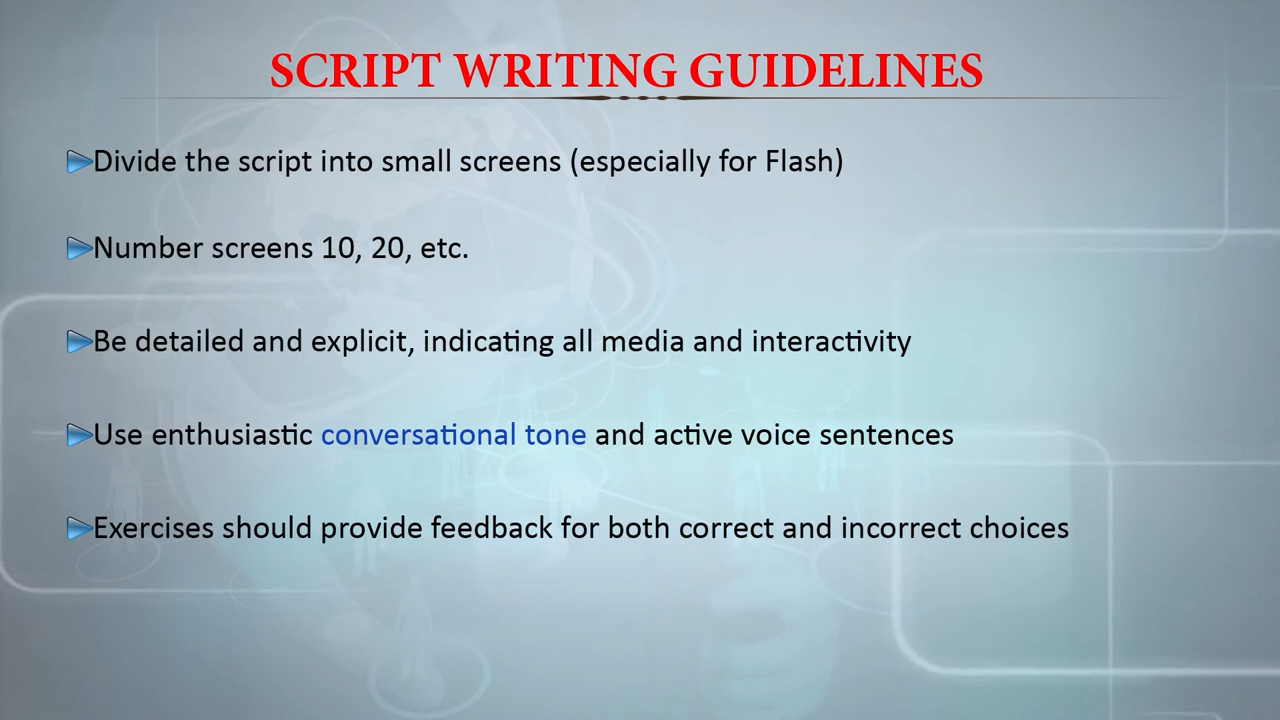 SCRIPT WRITING GUIDELINES
Divide the script into small screens (especially for Flash)
Number screens 10, 20, etc.
Be detailed and explicit, indicating all media and interactivity
Use enthusiastic conversational tone and active voice sentences
Exercises should provide feedback for both correct and incorrect choices